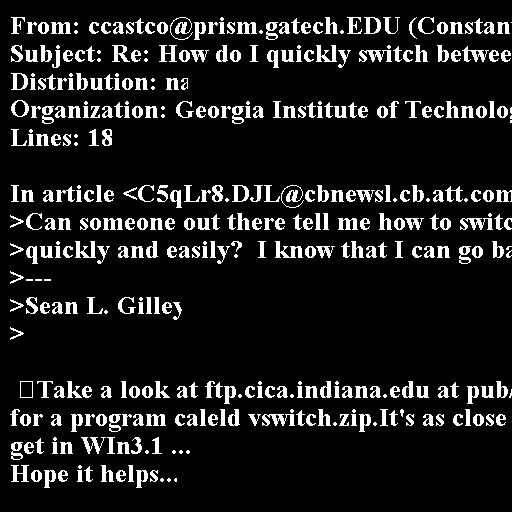 From: ccastco@prism.gatech.EDU (Constan
Subject: Re: How do I quickly switch betwee
Distribution: na
Organization: Georgia Institute of Technolog
Lines: 18

In article <C5qLr8.DJL@cbnewsl.cb.att.com
>Can someone out there tell me how to switc
>quickly and easily?  I know that I can go ba
>---
>Sean L. Gilley
>

Take a look at ftp.cica.indiana.edu at pub/
for a program caleld vswitch.zip.It's as close
get in WIn3.1 ...
Hope it helps...